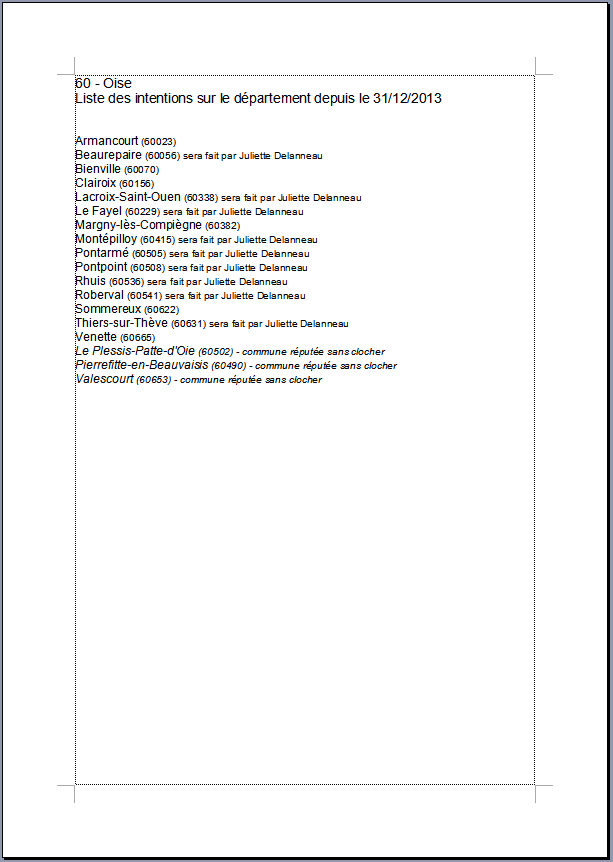 60 - Oise
Liste des intentions sur le département depuis le 31/12/2013
Armancourt (60023)
Beaurepaire (60056) sera fait par Juliette Delanneau
Bienville (60070)
Clairoix (60156)
Lacroix-Saint-Ouen (60338) sera fait par Juliette Delanneau
Le Fayel (60229) sera fait par Juliette Delanneau
Margny-lès-Compiègne (60382)
Montépilloy (60415) sera fait par Juliette Delanneau
Pontarmé (60505) sera fait par Juliette Delanneau
Pontpoint (60508) sera fait par Juliette Delanneau
Rhuis (60536) sera fait par Juliette Delanneau
Roberval (60541) sera fait par Juliette Delanneau
Sommereux (60622)
Thiers-sur-Thève (60631) sera fait par Juliette Delanneau
Venette (60665)
Le Plessis-Patte-d'Oie (60502) - commune réputée sans clocher
Pierrefitte-en-Beauvaisis (60490) - commune réputée sans clocher
Valescourt (60653) - commune réputée sans clocher